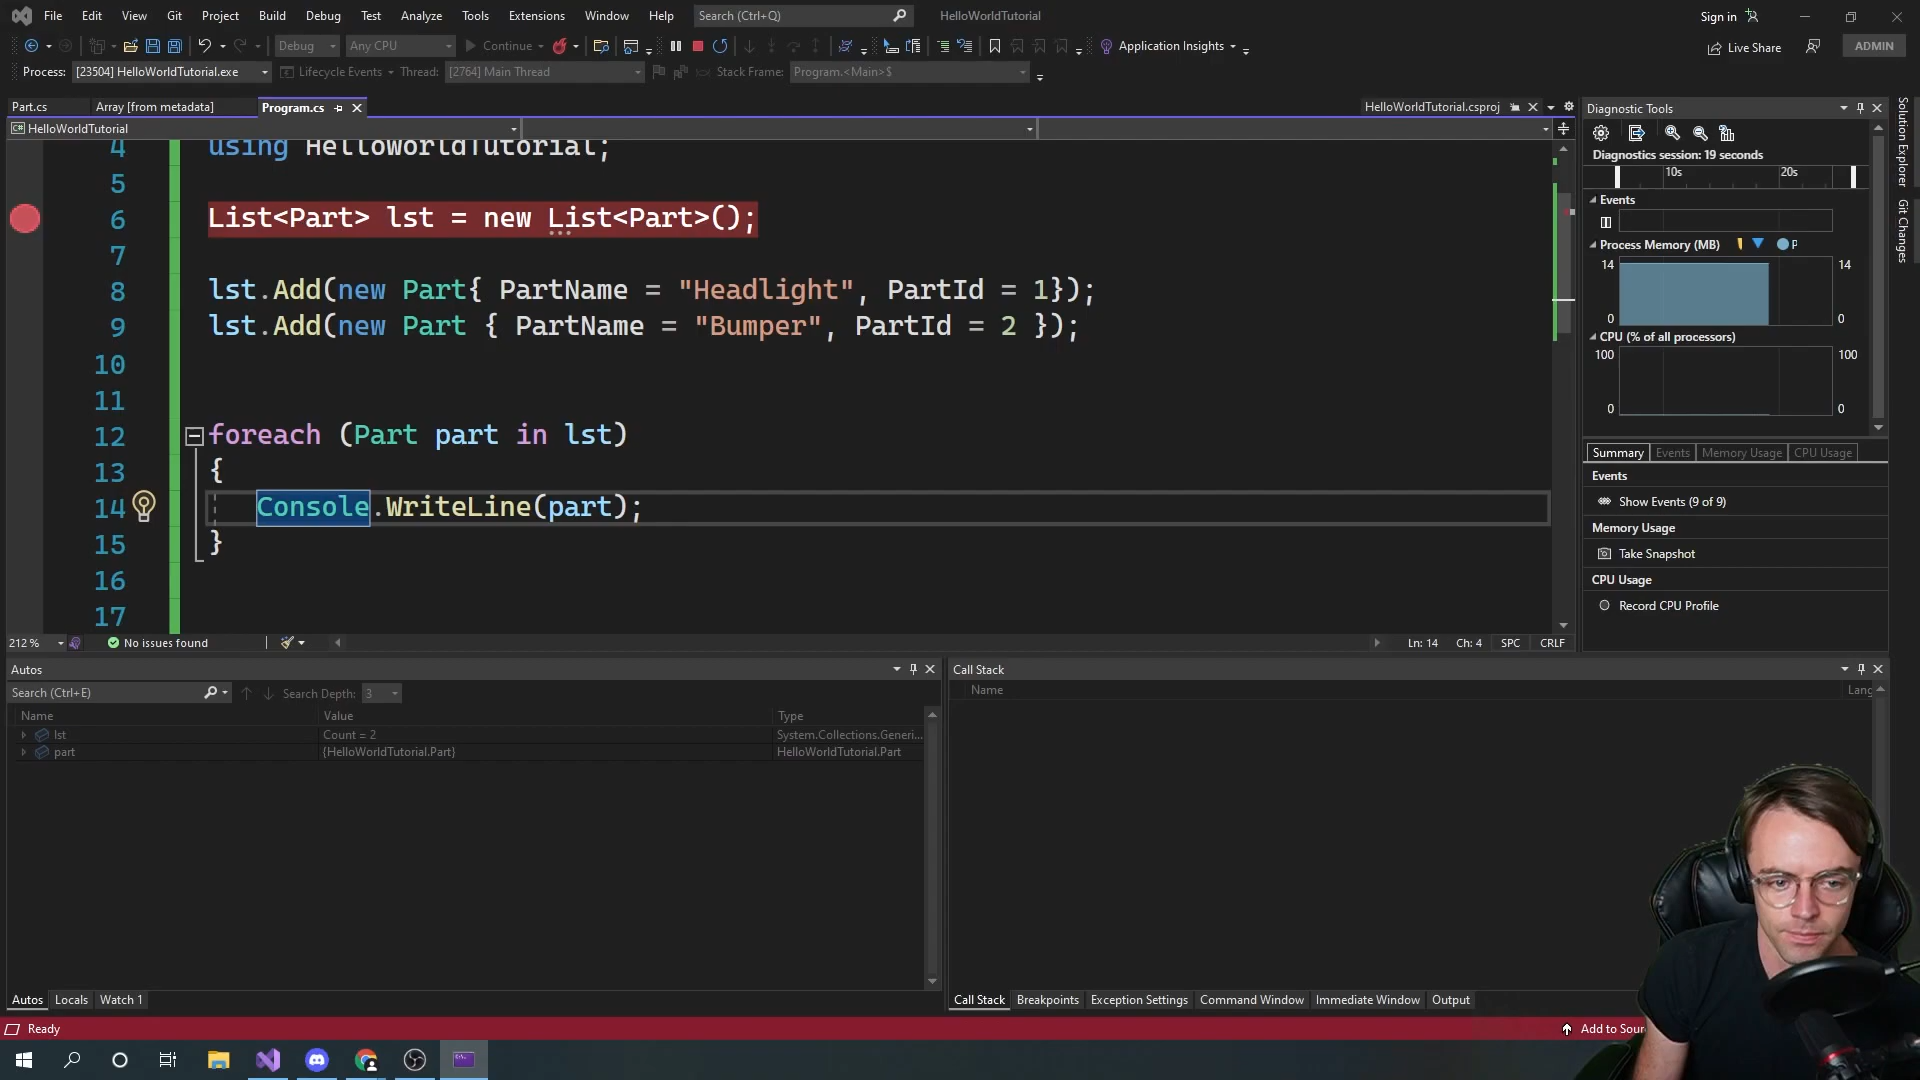 File Edit View Git Project Build Debug Test Analyze Tools Extensions Window Help Search (Ctrl+Q) HelloWorldTutorial Sign in
Debug Any CPU Continue Application Insights Live Share ADMIN
Process: [23504] HelloWorldTutorial.exe Lifecycle Events Thread: [2764] Main Thread Stack Frame: Program.<Main>$
Part.cs Array [from metadata] Program.cs HelloWorldTutorial.csproj
HelloWorldTutorial
4 using HelloWorldTutorial;
5
6 List<Part> lst = new List<Part>();
7
8 lst.Add(new Part{ PartName = "Headlight", PartId = 1});
9 lst.Add(new Part { PartName = "Bumper", PartId = 2 });
10
11
12 foreach (Part part in lst)
13 {
14 Console.WriteLine(part);
15 }
16
17
212 % No issues found Ln: 14 Ch: 4 SPC CRLF
Diagnostic Tools
Diagnostics session: 19 seconds
10s 20s
Events
Process Memory (MB) P
14 14
0 0
CPU (% of all processors)
100 100
0 0
Summary Events Memory Usage CPU Usage
Events
Show Events (9 of 9)
Memory Usage
Take Snapshot
CPU Usage
Record CPU Profile
Solution Explorer
Git Changes
Autos
Search (Ctrl+E) Search Depth: 3
Name Value Type
lst Count = 2 System.Collections.Generi...
part {HelloWorldTutorial.Part} HelloWorldTutorial.Part
Autos Locals Watch 1
Call Stack
Name Lang
Call Stack Breakpoints Exception Settings Command Window Immediate Window Output
Ready Add to Sour